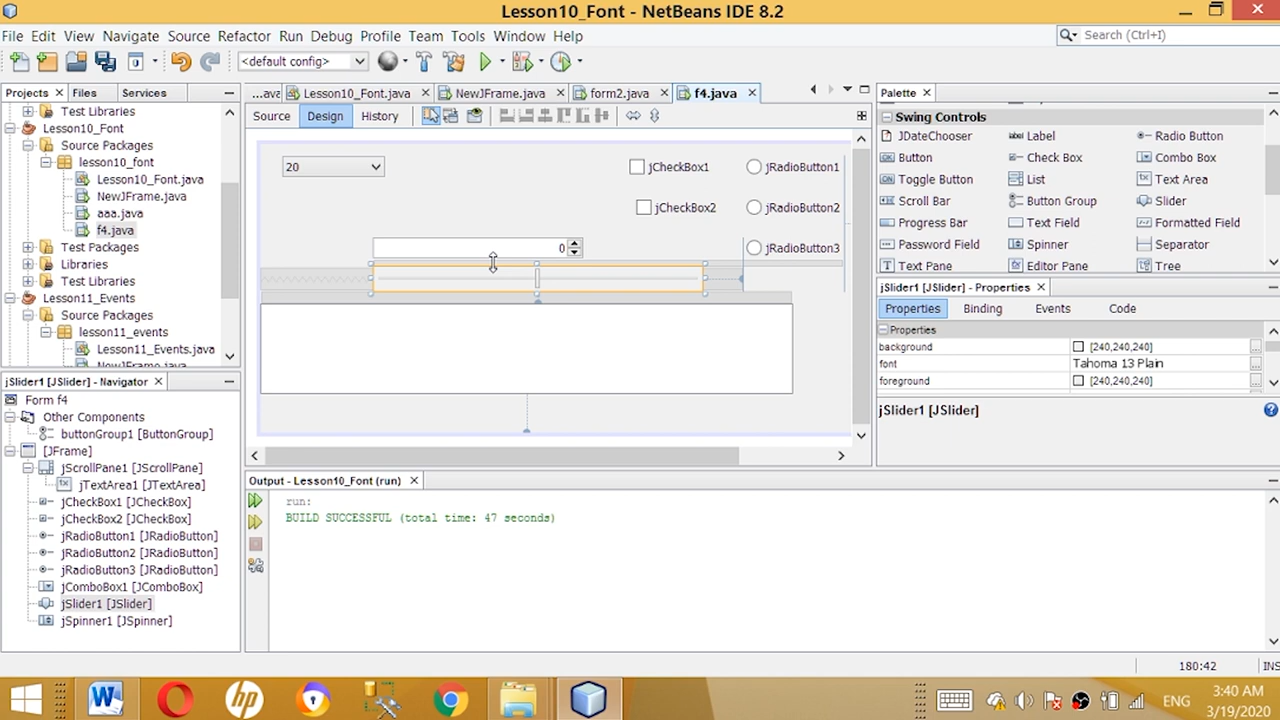 Lesson10_Font - NetBeans IDE 8.2
File Edit View Navigate Source Refactor Run Debug Profile Team Tools Window Help
Search (Ctrl+I)
<default config>
Projects Files Services
Test Libraries
Lesson10_Font
Source Packages
lesson10_font
Lesson10_Font.java
NewJFrame.java
aaa.java
f4.java
Test Packages
Libraries
Test Libraries
Lesson11_Events
Source Packages
lesson11_events
Lesson11_Events.java
NewJFrame.java
jSlider1 [JSlider] - Navigator
Form f4
Other Components
buttonGroup1 [ButtonGroup]
[JFrame]
jScrollPane1 [JScrollPane]
jTextArea1 [JTextArea]
jCheckBox1 [JCheckBox]
jCheckBox2 [JCheckBox]
jRadioButton1 [JRadioButton]
jRadioButton2 [JRadioButton]
jRadioButton3 [JRadioButton]
jComboBox1 [JComboBox]
jSlider1 [JSlider]
jSpinner1 [JSpinner]
...ava Lesson10_Font.java NewJFrame.java form2.java f4.java
Source Design History
20 jCheckBox1 jRadioButton1
jCheckBox2 jRadioButton2
0 jRadioButton3
Output - Lesson10_Font (run)
run:
BUILD SUCCESSFUL (total time: 47 seconds)
Palette
Swing Controls
JDateChooser Label Radio Button
Button Check Box Combo Box
Toggle Button List Text Area
Scroll Bar Button Group Slider
Progress Bar Text Field Formatted Field
Password Field Spinner Separator
Text Pane Editor Pane Tree
jSlider1 [JSlider] - Properties
Properties Binding Events Code
Properties
background [240,240,240]
font Tahoma 13 Plain
foreground [240,240,240]
jSlider1 [JSlider]
180:42 INS
ENG
3:40 AM
3/19/2020